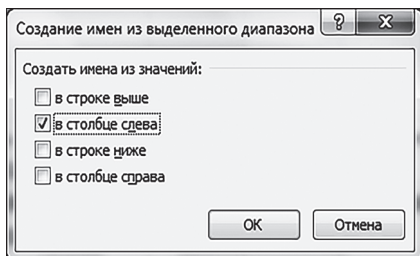 Создание имен из выделенного диапазона
Создать имена из значений:
в строке выше
в столбце слева
в строке ниже
в столбце справа
ОК
Отмена